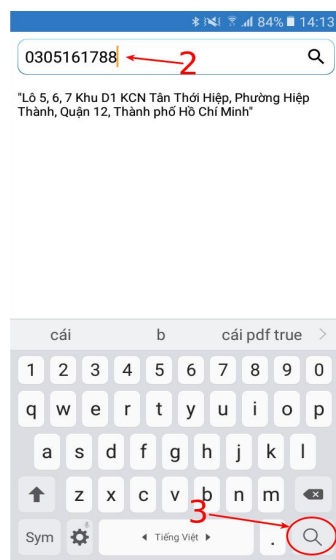 84% 14:13
0305161788
2
"Lô 5, 6, 7 Khu D1 KCN Tân Thới Hiệp, Phường Hiệp
Thành, Quận 12, Thành phố Hồ Chí Minh"
cái b cái pdf true >
1 2 3 4 5 6 7 8 9 0
q w e r t y u i o p
a s d f g h j k l
z x c v b n m
3
Sym Tiếng Việt .